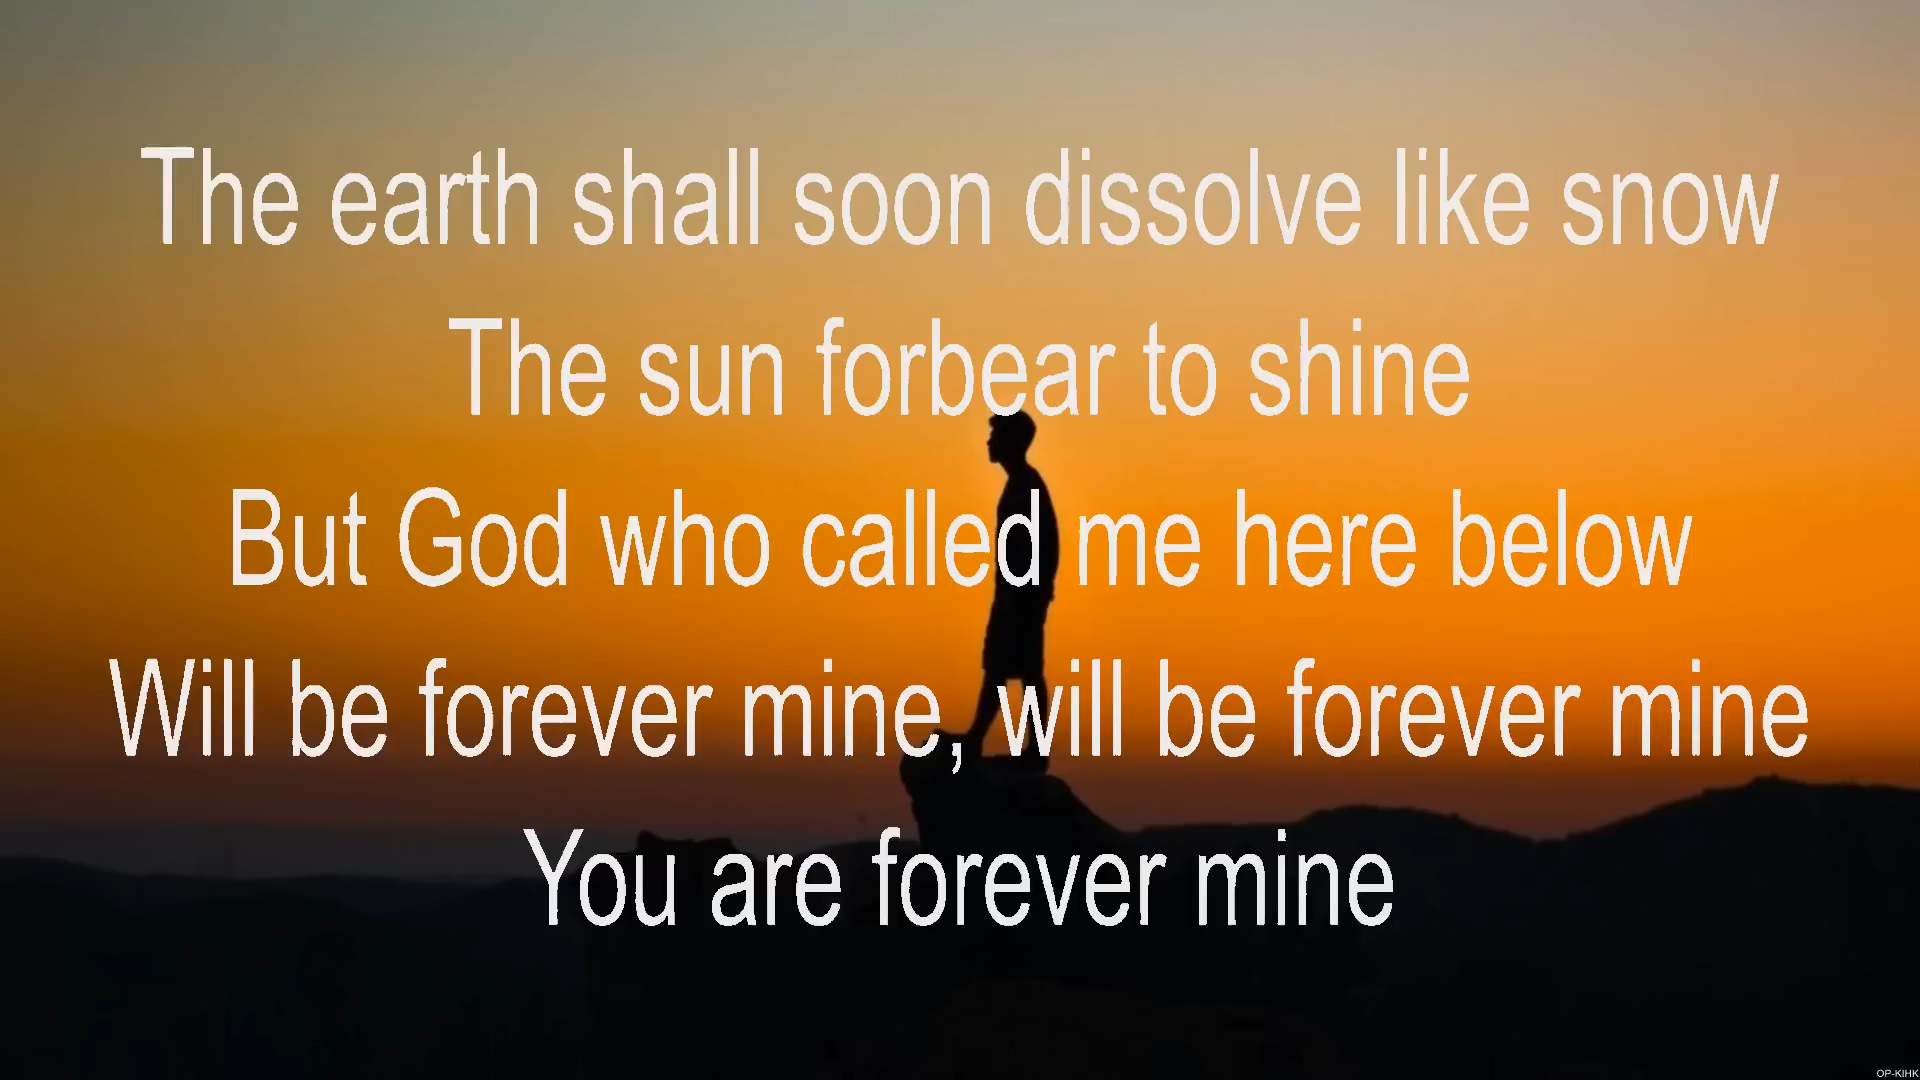 The earth shall soon dissolve like snow
The sun forbear to shine
But God who called me here below
Will be forever mine, will be forever mine
You are forever mine
OP-KIHK